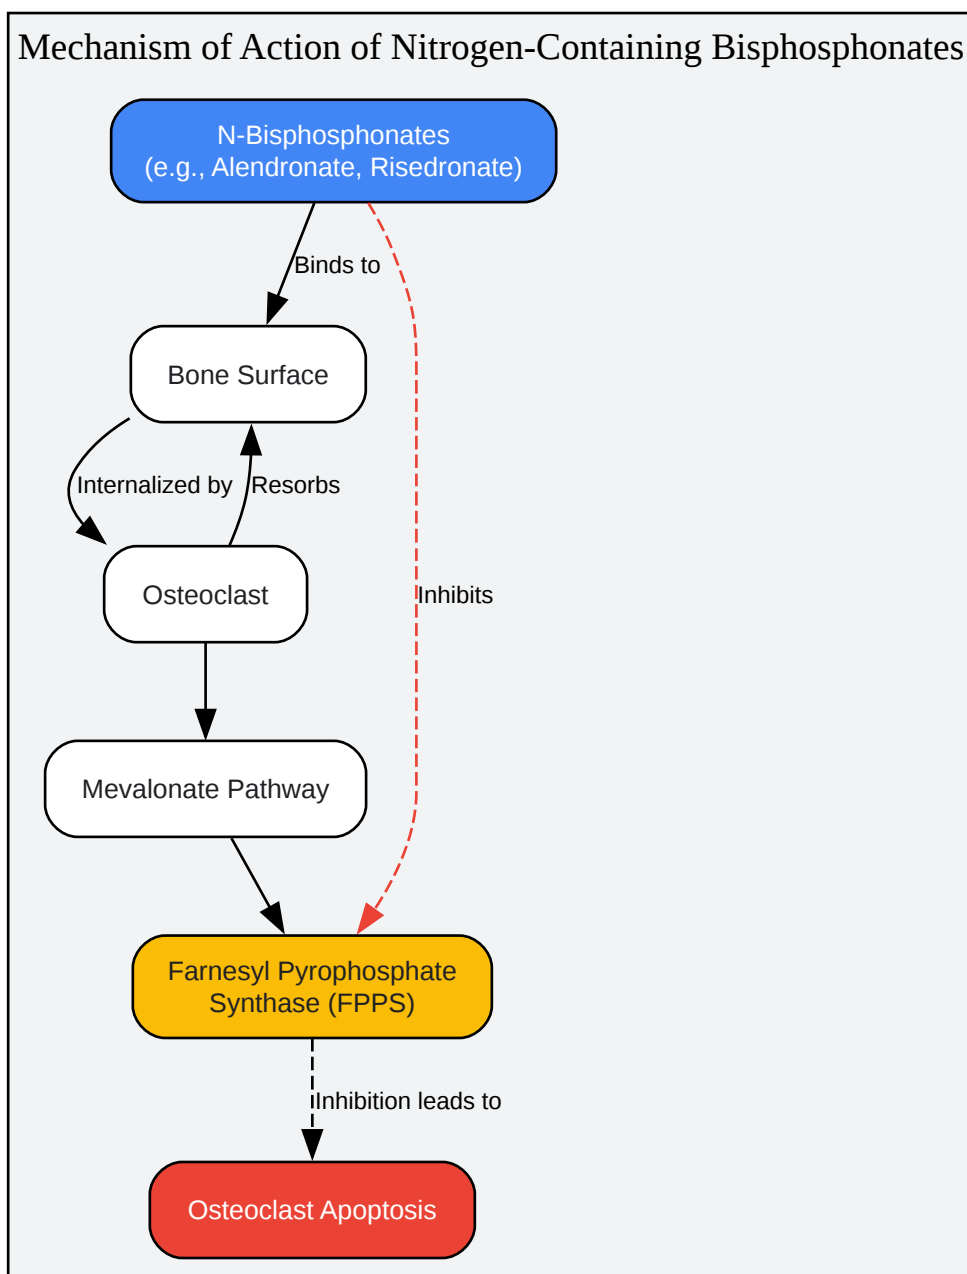 Mechanism of Action of Nitrogen-Containing Bisphosphonates
N-Bisphosphonates
(e.g., Alendronate, Risedronate)
Binds to
Bone Surface
Internalized by
Resorbs
Osteoclast
Inhibits
Mevalonate Pathway
Farnesyl Pyrophosphate
Synthase (FPPS)
Inhibition leads to
Osteoclast Apoptosis